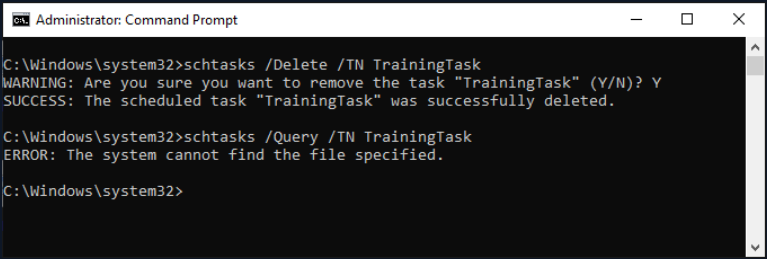 Administrator: Command Prompt
C:\Windows\system32>schtasks /Delete /TN TrainingTask
WARNING: Are you sure you want to remove the task "TrainingTask" (Y/N)? Y
SUCCESS: The scheduled task "TrainingTask" was successfully deleted.
C:\Windows\system32>schtasks /Query /TN TrainingTask
ERROR: The system cannot find the file specified.
C:\Windows\system32>